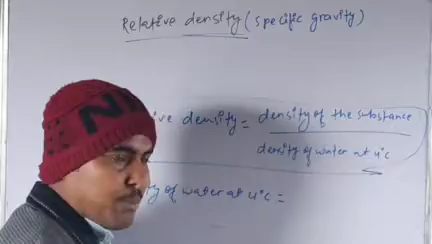 Relative density (specific gravity)
ive density = density of the substance
density of water at 4°c
y of water at 4°c =